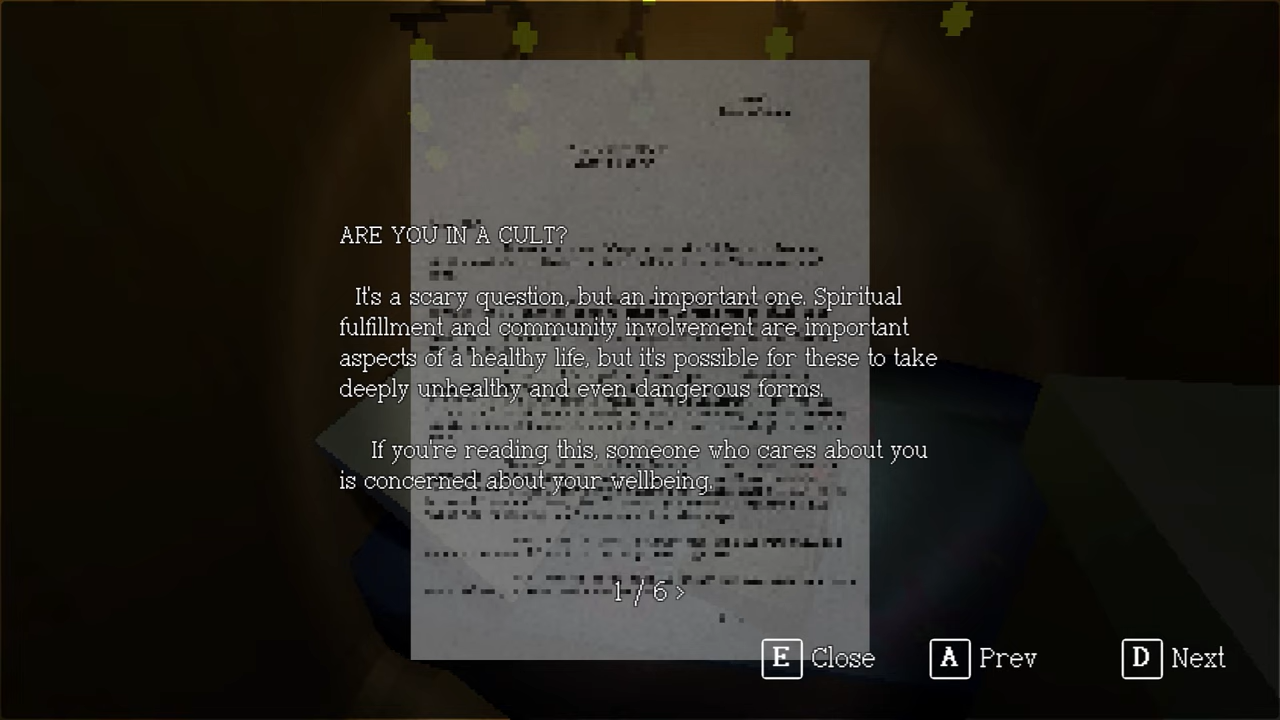 ARE YOU IN A CULT?
It's a scary question, but an important one. Spiritual
fulfillment and community involvement are important
aspects of a healthy life, but it's possible for these to take
deeply unhealthy and even dangerous forms.
If you're reading this, someone who cares about you
is concerned about your wellbeing.
1 / 6 >
E Close A Prev D Next